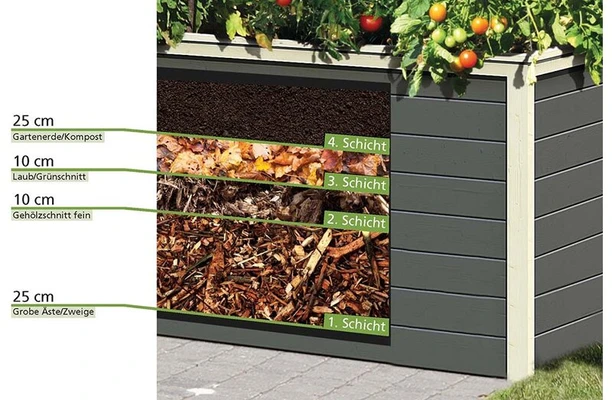 25 cm
Gartenerde/Kompost
4. Schicht
10 cm
Laub/Grünschnitt
3. Schicht
10 cm
Gehölzschnitt fein
2. Schicht
25 cm
Grobe Äste/Zweige
1. Schicht